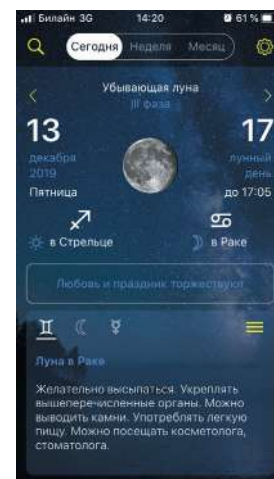 Билайн 3G 14:20 61 %
Сегодня Неделя Месяц
Убывающая луна
III фаза
13 17
декабря лунный
2019 день
Пятница до 17:05
в Стрельце в Раке
Любовь и праздник торжествуют
Луна в Раке
Желательно высыпаться. Укреплять
вышеперечисленные органы. Можно
выводить камни. Употреблять легкую
пищу. Можно посещать косметолога,
стоматолога.